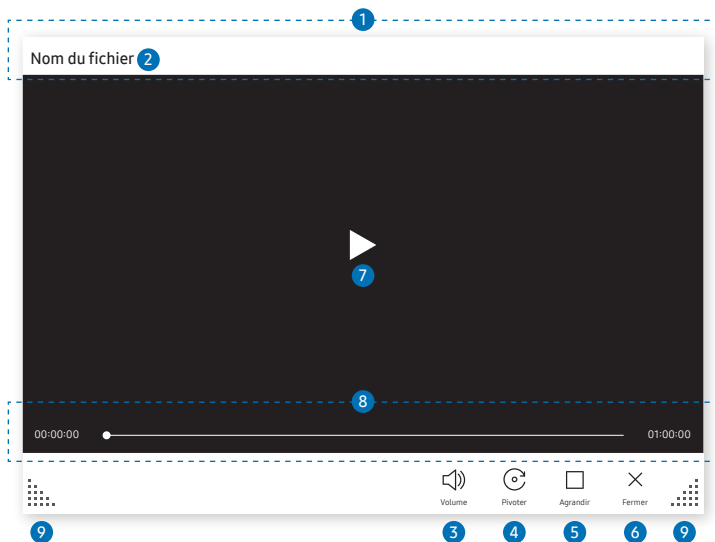 1
Nom du fichier 2
7
8
00:00:00 01:00:00
Volume Pivoter Agrandir Fermer
9 3 4 5 6 9